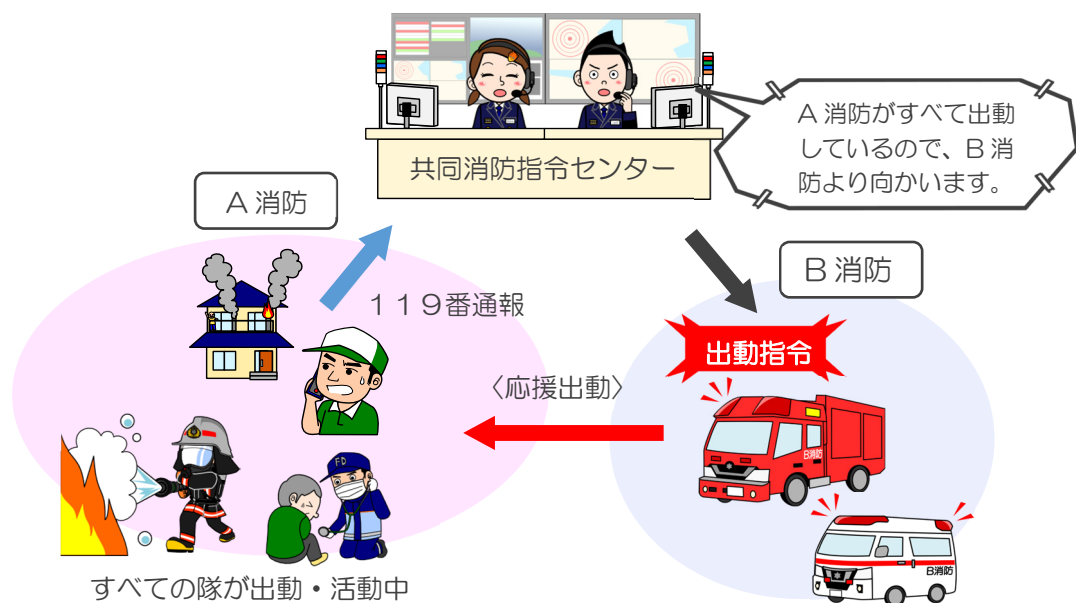 A消防がすべて出動
しているので、B消
防より向かいます。
共同消防指令センター
A消防
B消防
119番通報
出動指令
〈応援出動〉
B消防
FD
B消防
すべての隊が出動・活動中